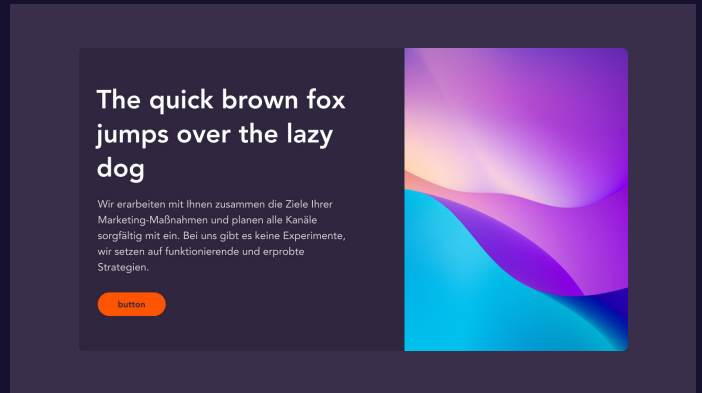 The quick brown fox
jumps over the lazy
dog
Wir erarbeiten mit Ihnen zusammen die Ziele Ihrer
Marketing-Maßnahmen und planen alle Kanäle
sorgfältig mit ein. Bei uns gibt es keine Experimente,
wir setzen auf funktionierende und erprobte
Strategien.
button